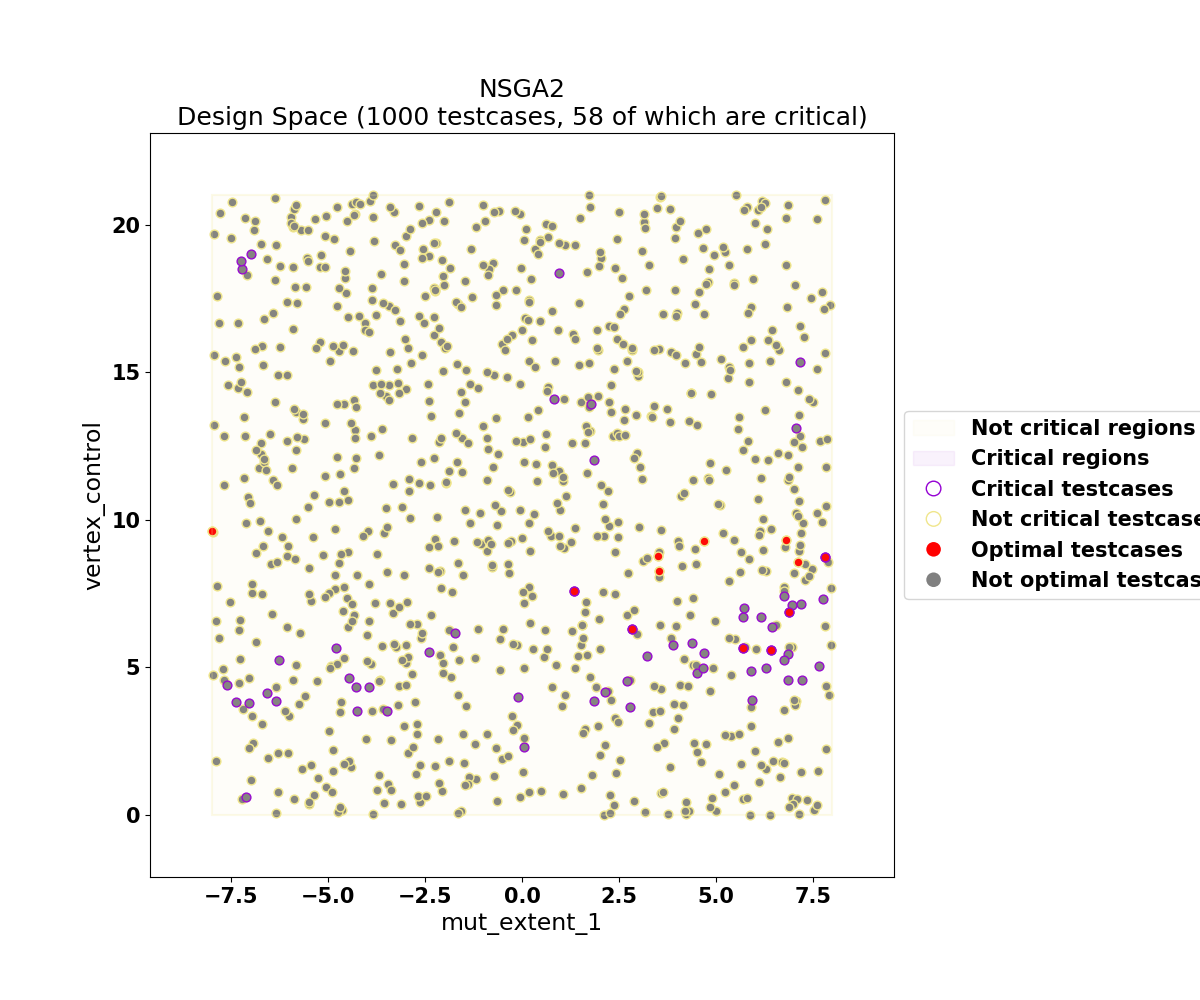 NSGA2
Design Space (1000 testcases, 58 of which are critical)
20
15
10
5
0
vertex_control
−7.5 −5.0 −2.5 0.0 2.5 5.0 7.5
mut_extent_1
Not critical regions
Critical regions
Critical testcases
Not critical testcase
Optimal testcases
Not optimal testcas